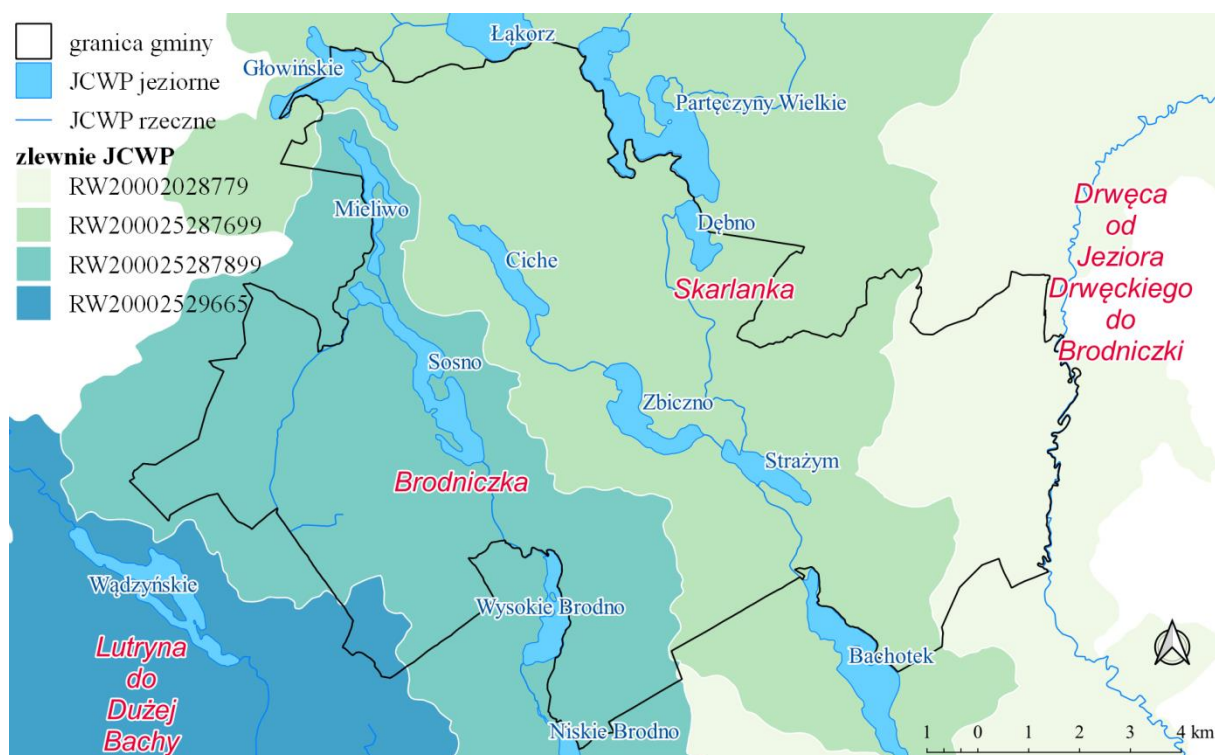 granica gminy
JCWP jeziorne
JCWP rzeczne
zlewnie JCWP
RW20002028779
RW200025287699
RW200025287899
RW20002529665
Głowińskie
Łąkorz
Partęczyny Wielkie
Mieliwo
Dębno
Ciche
Skarlanka
Drwęca
od
Jeziora
Drwęckiego
do
Brodniczki
Sosno
Zbiczno
Strażym
Brodniczka
Wądzyńskie
Wysokie Brodno
Bachotek
Lutryna
do
Dużej
Bachy
Niskie Brodno
1 0 1 2 3 4 km